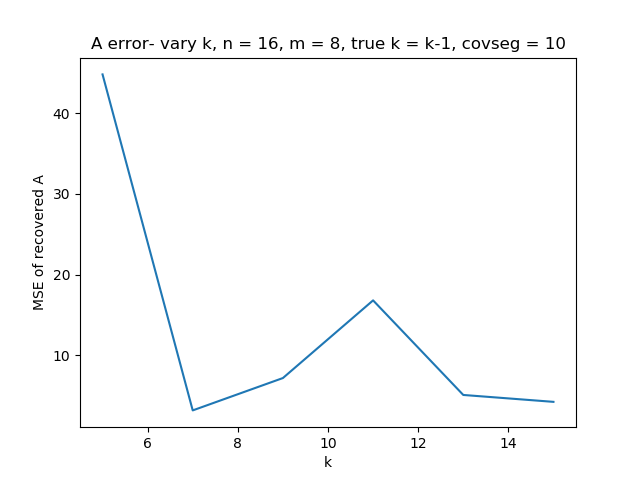 A error- vary k, n = 16, m = 8, true k = k-1, covseg = 10
MSE of recovered A
40
30
20
10
6 8 10 12 14
k